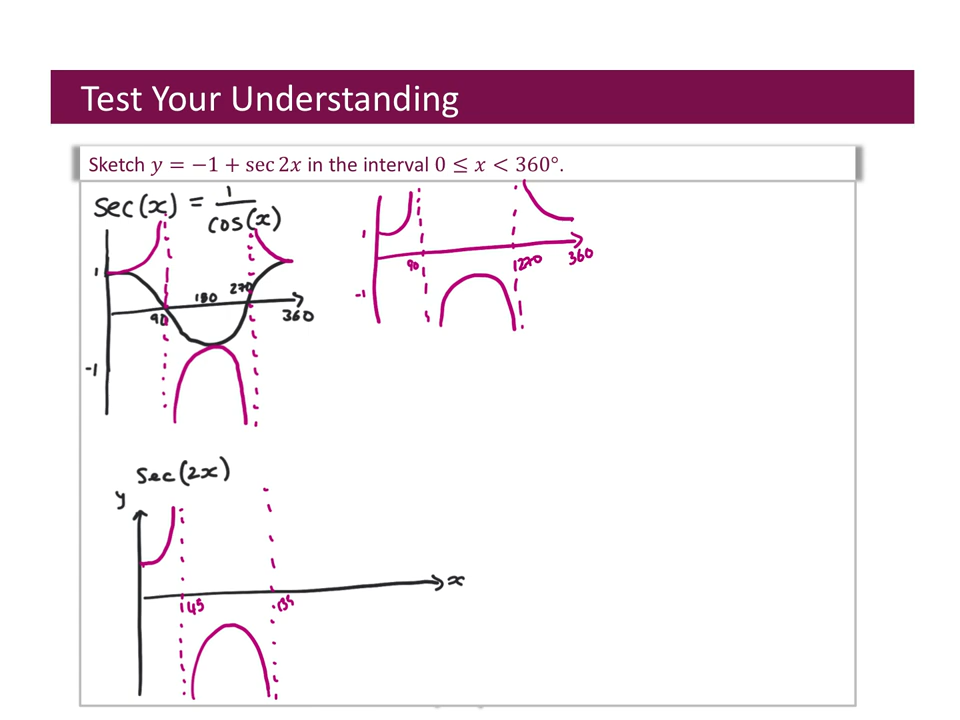 Test Your Understanding
Sketch y = −1 + sec 2x in the interval 0 ≤ x < 360°.
sec(x) = 1/cos(x)
1
90
180
270
360
-1
1
90
270
360
-1
Sec(2x)
y
45
135
x